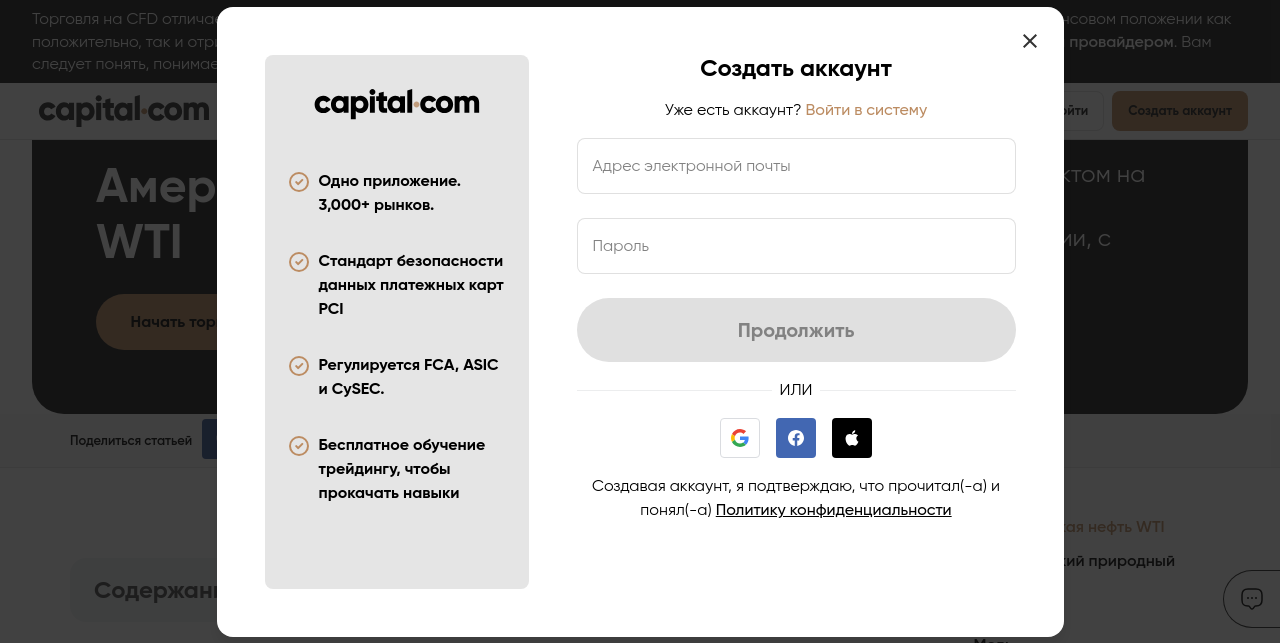 Торговля на CFD отличае
нсовом положении как
положительно, так и отри
провайдером. Вам
следует понять, понимае
capital.com
ойти
Создать аккаунт
Амер
WTI
ктом на
ии, с
Начать тор
Поделиться статьей
Содержан
кая нефть WTI
кий природный
capital.com
Одно приложение.
3,000+ рынков.
Стандарт безопасности
данных платежных карт
PCI
Регулируется FCA, ASIC
и CySEC.
Бесплатное обучение
трейдингу, чтобы
прокачать навыки
Создать аккаунт
Уже есть аккаунт? Войти в систему
Адрес электронной почты
Пароль
Продолжить
ИЛИ
Создавая аккаунт, я подтверждаю, что прочитал(-а) и
понял(-а) Политику конфиденциальности